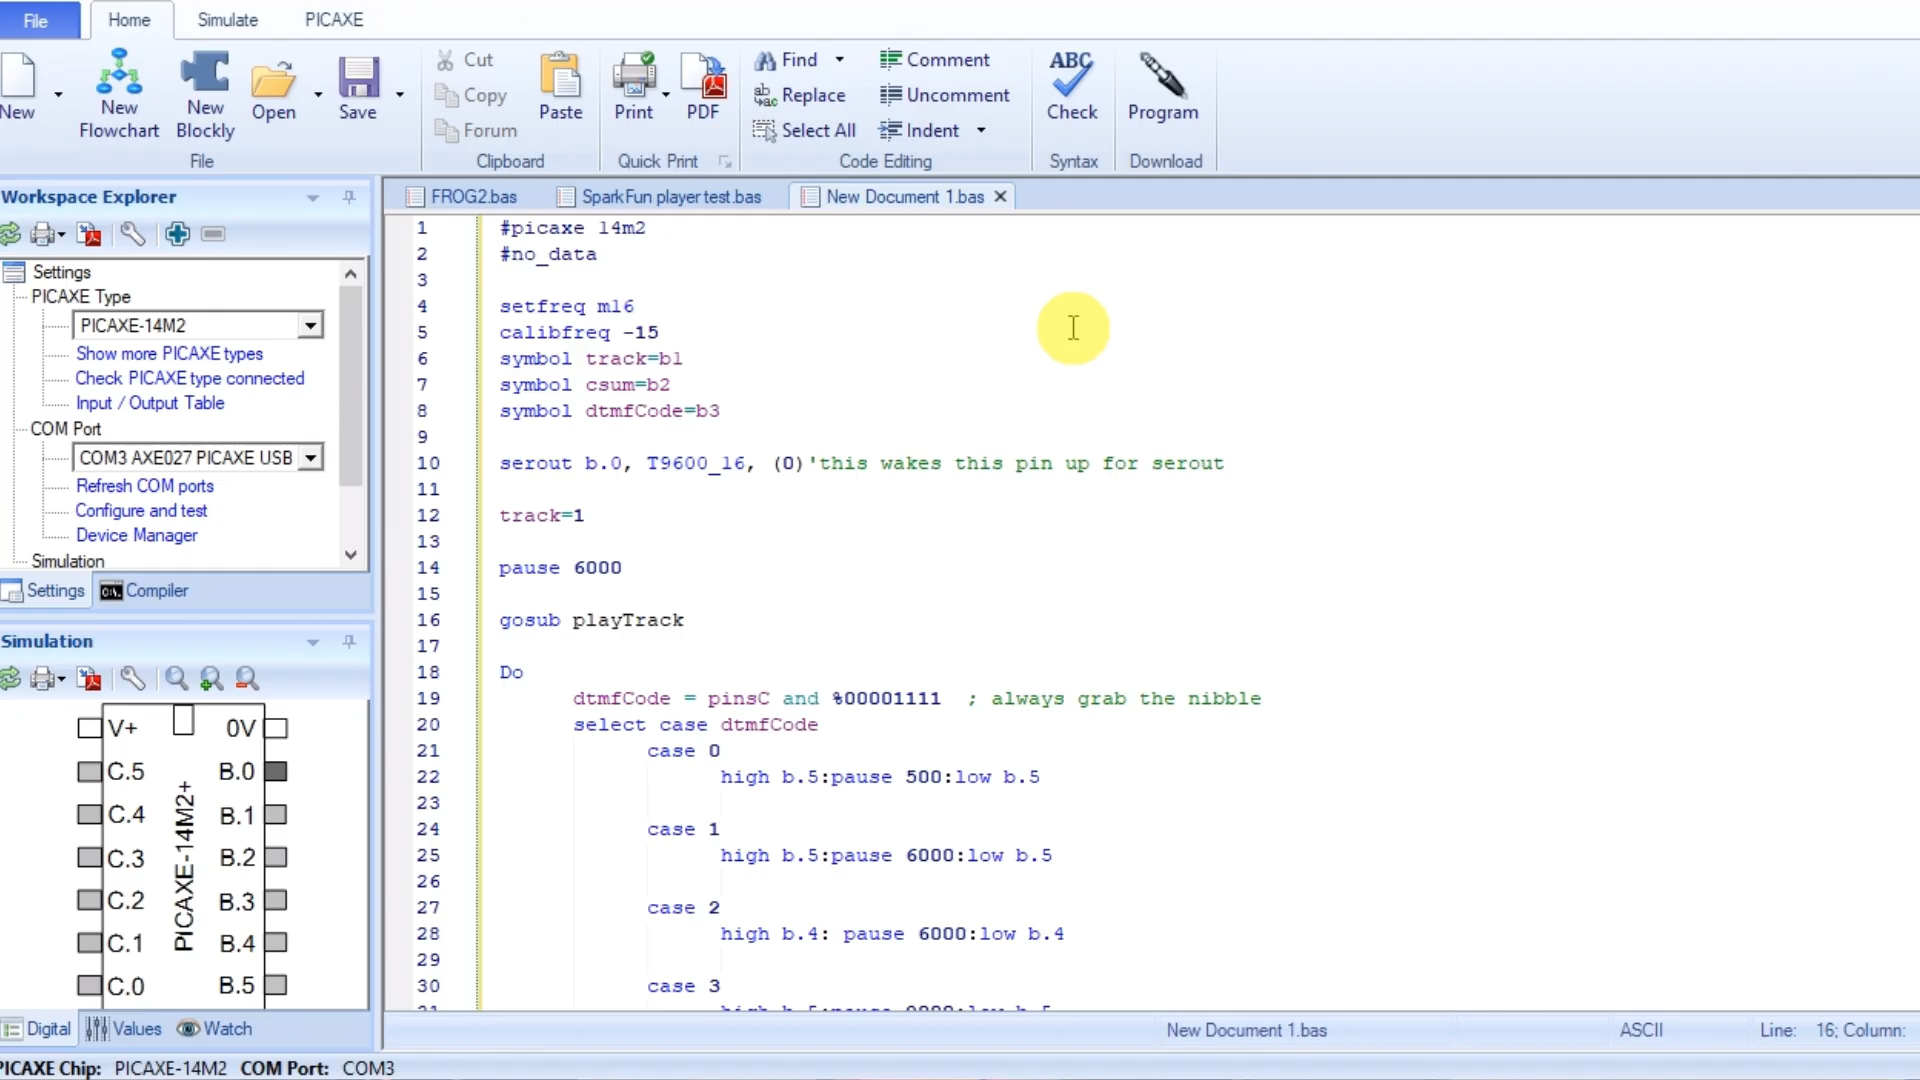 File Home Simulate PICAXE
New New Flowchart New Blockly Open Save Cut Copy Forum Paste Print PDF Find Replace Select All Comment Uncomment Indent ABC Check Program
File Clipboard Quick Print Code Editing Syntax Download
Workspace Explorer
FROG2.bas SparkFun player test.bas New Document 1.bas
Settings
PICAXE Type
PICAXE-14M2
Show more PICAXE types
Check PICAXE type connected
Input / Output Table
COM Port
COM3 AXE027 PICAXE USB
Refresh COM ports
Configure and test
Device Manager
Simulation
Settings Compiler
Simulation
V+ 0V
C.5 B.0
C.4 B.1
C.3 B.2
C.2 B.3
C.1 B.4
C.0 B.5
PICAXE-14M2+
Digital Values Watch
1 #picaxe 14m2
2 #no_data
3
4 setfreq m16
5 calibfreq -15
6 symbol track=b1
7 symbol csum=b2
8 symbol dtmfCode=b3
9
10 serout b.0, T9600_16, (0)'this wakes this pin up for serout
11
12 track=1
13
14 pause 6000
15
16 gosub playTrack
17
18 Do
19 dtmfCode = pinsC and %00001111 ; always grab the nibble
20 select case dtmfCode
21 case 0
22 high b.5:pause 500:low b.5
23
24 case 1
25 high b.5:pause 6000:low b.5
26
27 case 2
28 high b.4: pause 6000:low b.4
29
30 case 3
New Document 1.bas ASCII Line: 16; Column:
PICAXE Chip: PICAXE-14M2 COM Port: COM3